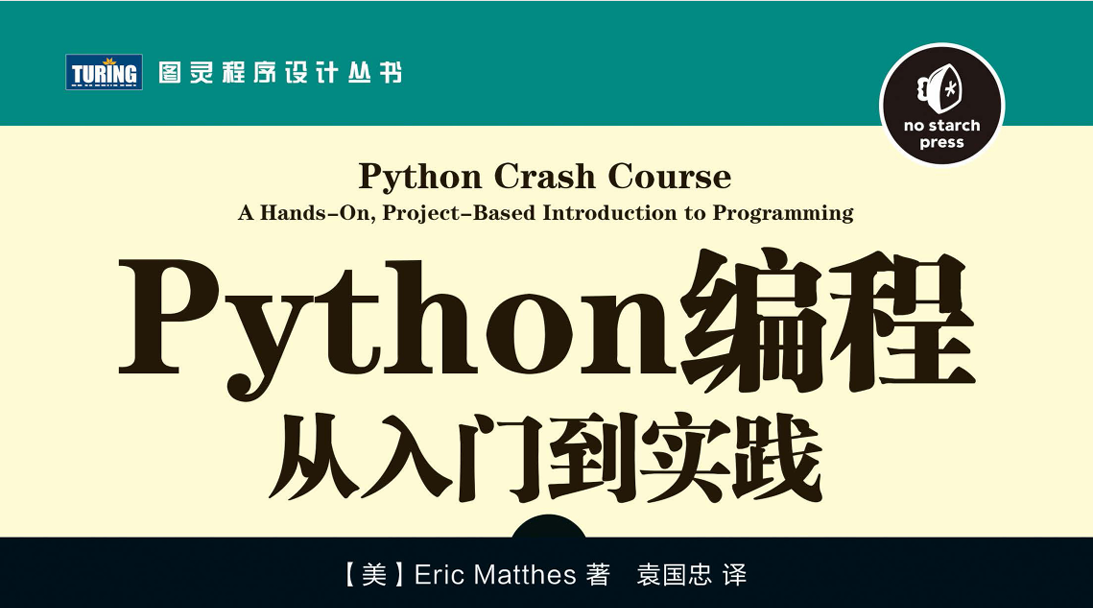 TURING 图灵程序设计丛书
no starch
press
Python Crash Course
A Hands-On, Project-Based Introduction to Programming
Python编程
从入门到实践
【美】Eric Matthes 著 袁国忠 译